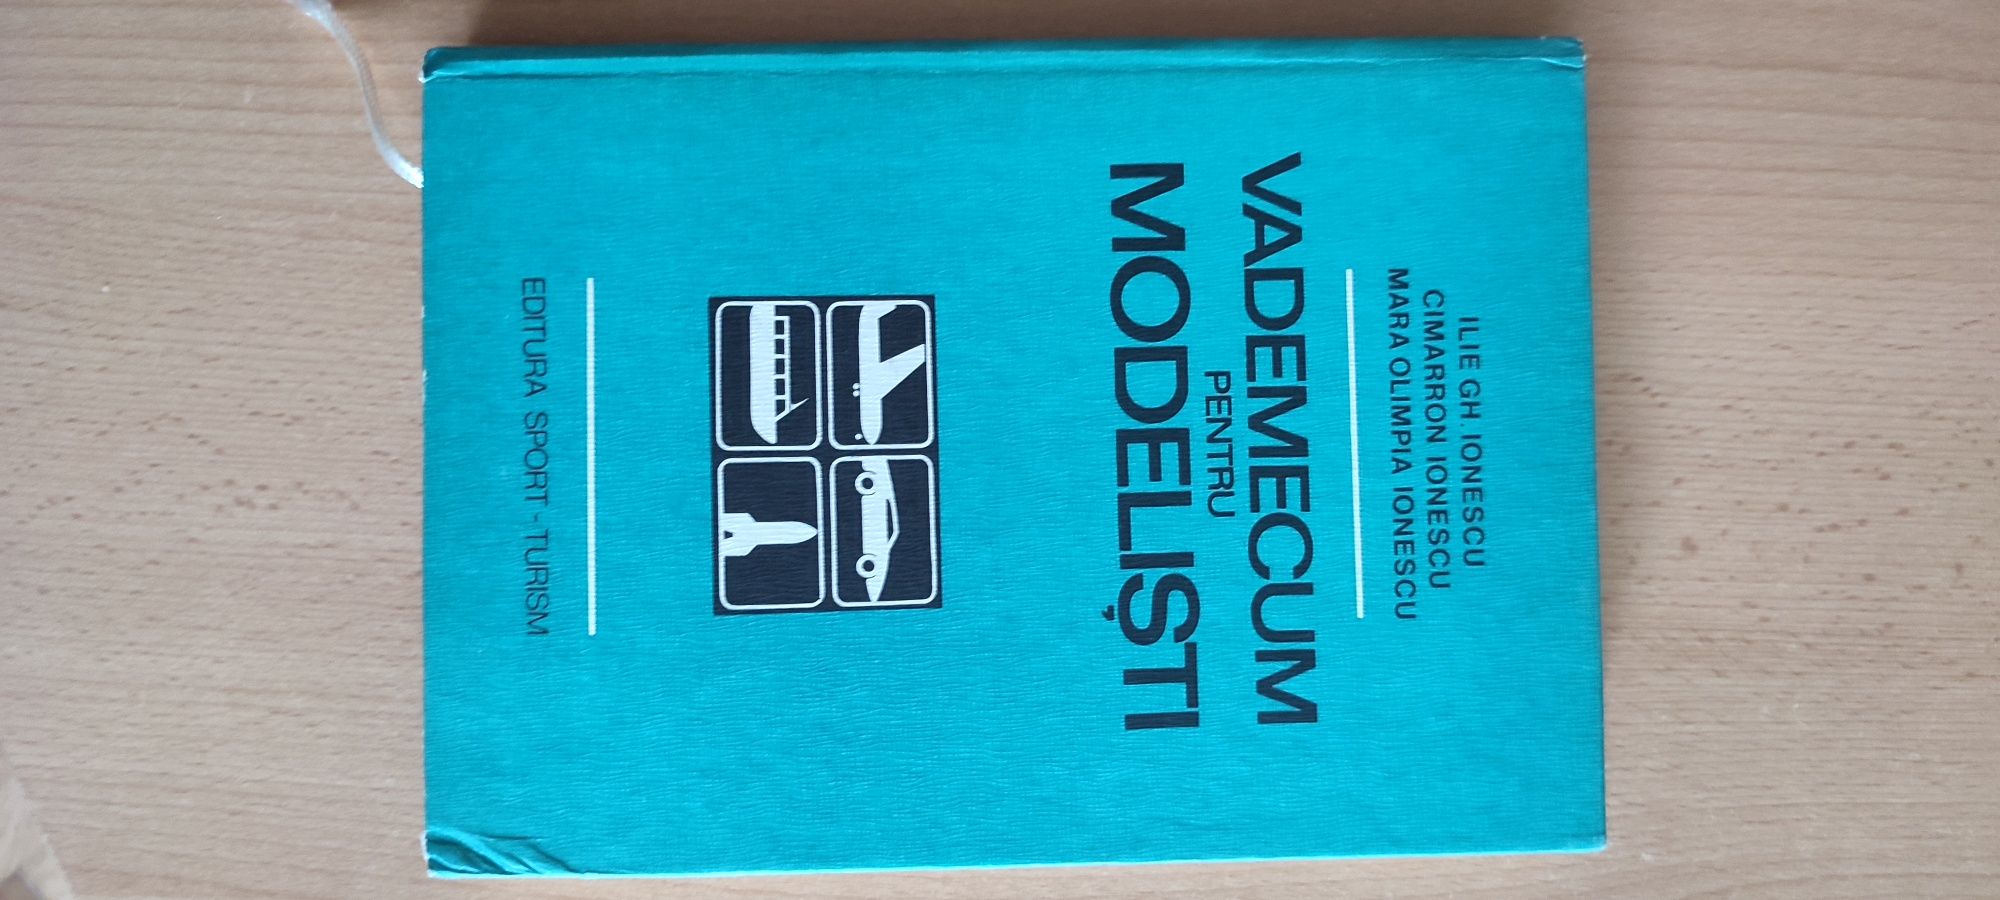 ILIE GH. IONESCU
CIMARRON IONESCU
MARA OLIMPIA IONESCU
VADEMECUM
PENTRU
MODELIȘTI
EDITURA SPORT-TURISM